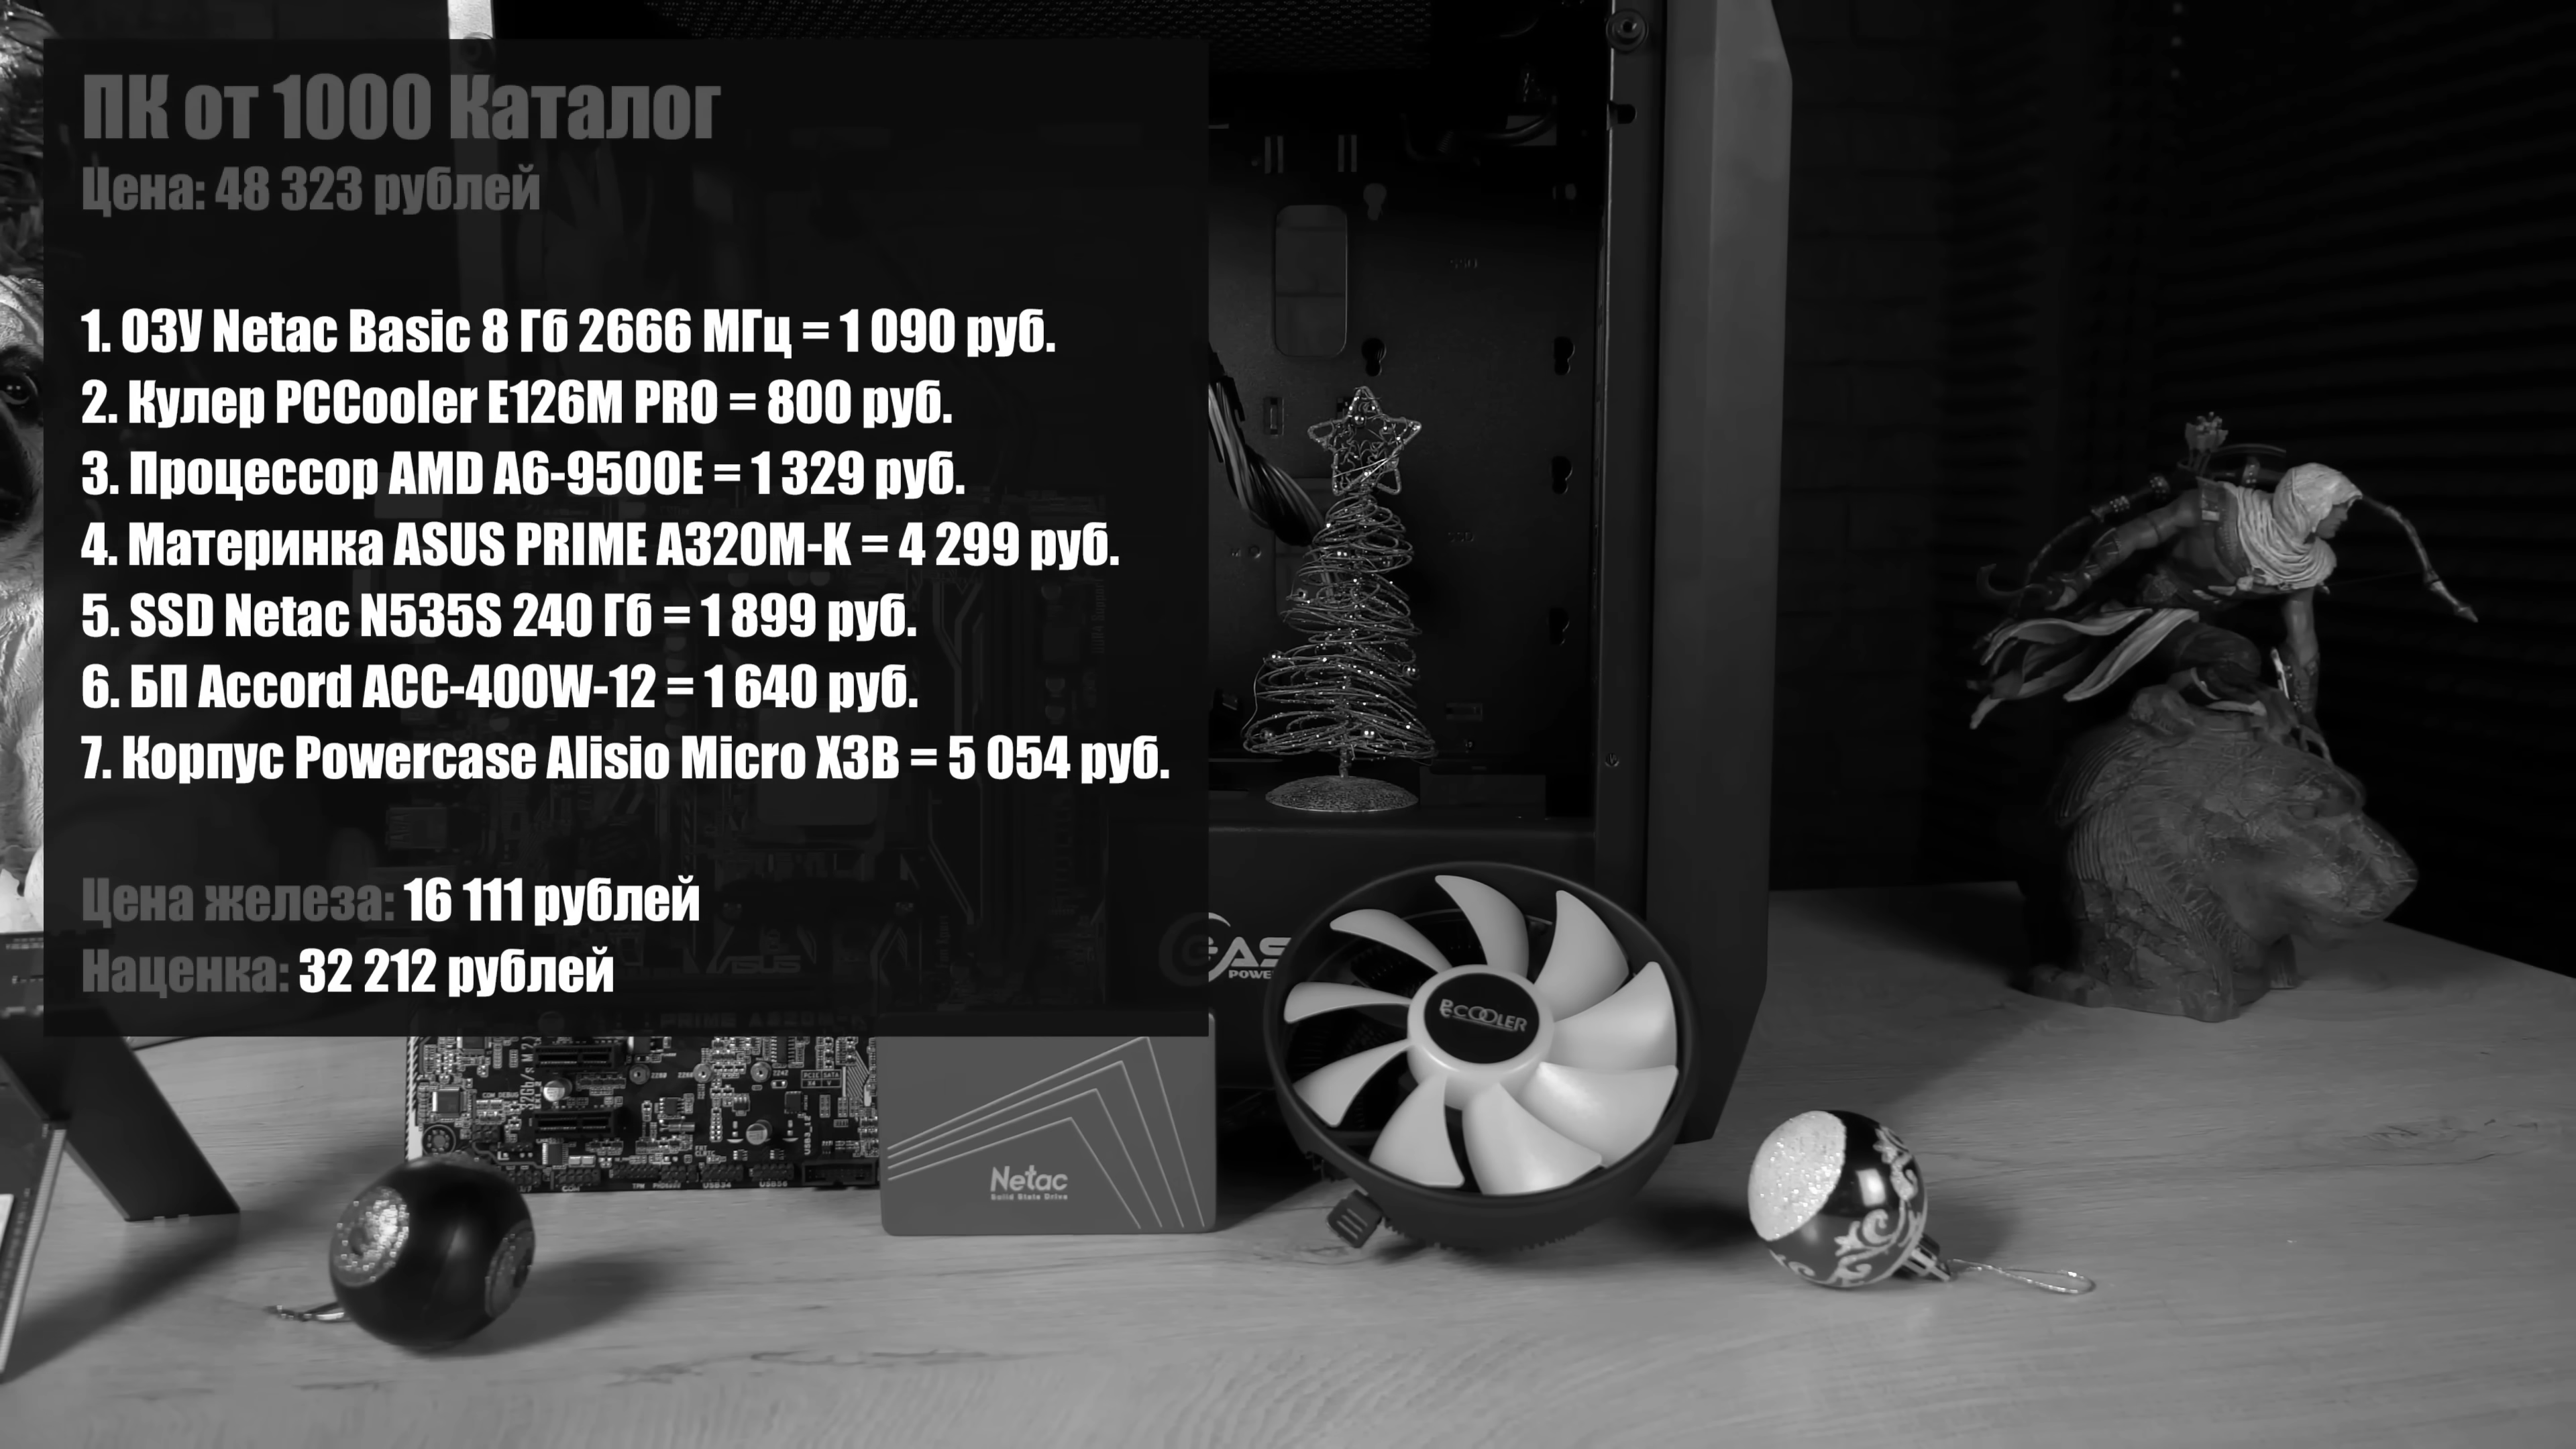 ПК от 1000 Каталог
Цена: 48 323 рублей
1. ОЗУ Netac Basic 8 Гб 2666 МГц = 1 090 руб.
2. Кулер PCCooler E126M PRO = 800 руб.
3. Процессор AMD A6-9500E = 1 329 руб.
4. Материнка ASUS PRIME A320M-K = 4 299 руб.
5. SSD Netac N535S 240 Гб = 1 899 руб.
6. БП Accord ACC-400W-12 = 1 640 руб.
7. Корпус Powercase Alisio Micro X3B = 5 054 руб.
Цена железа: 16 111 рублей
Наценка: 32 212 рублей
ASUS
PRIME A320M-K
PCCOOLER
Netac
Solid State Drive